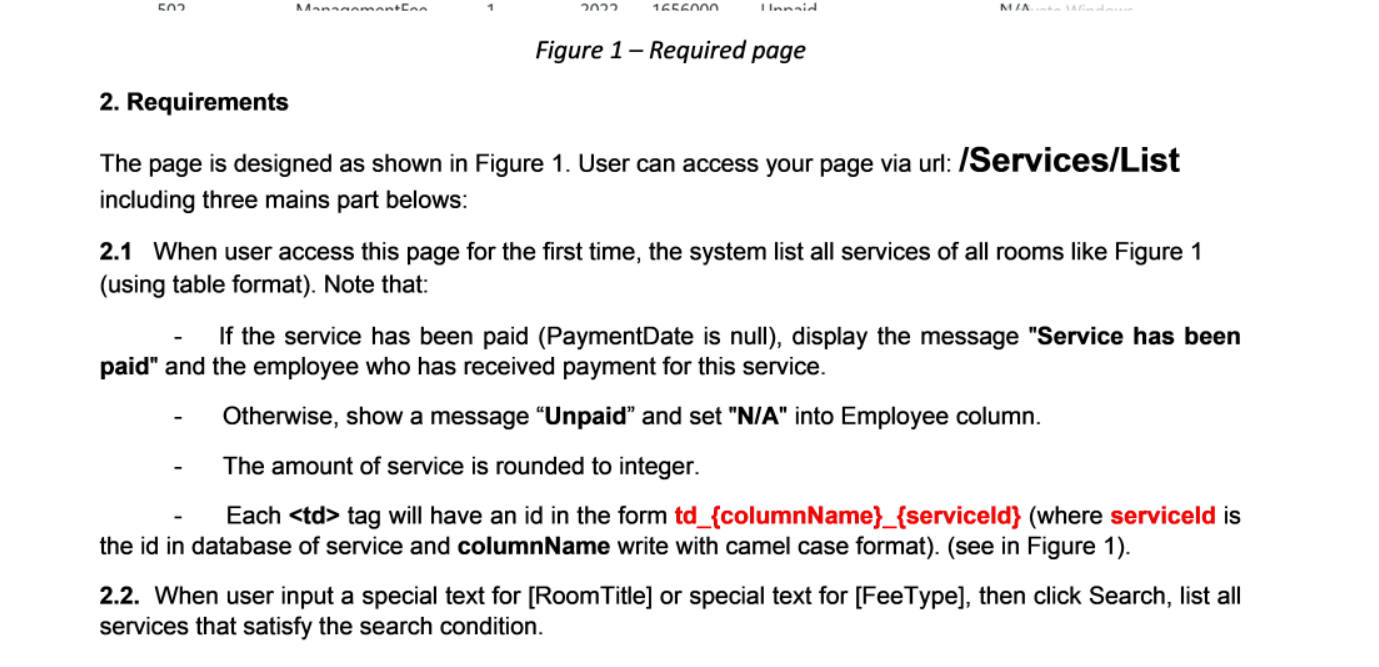 502 ManagementFee 1 2022 1656000 Unpaid N/A
Figure 1 – Required page
2. Requirements
The page is designed as shown in Figure 1. User can access your page via url: /Services/List
including three mains part belows:
2.1 When user access this page for the first time, the system list all services of all rooms like Figure 1
(using table format). Note that:
- If the service has been paid (PaymentDate is null), display the message "Service has been
paid" and the employee who has received payment for this service.
- Otherwise, show a message “Unpaid” and set "N/A" into Employee column.
- The amount of service is rounded to integer.
- Each <td> tag will have an id in the form td_{columnName}_{serviceId} (where serviceId is
the id in database of service and columnName write with camel case format). (see in Figure 1).
2.2. When user input a special text for [RoomTitle] or special text for [FeeType], then click Search, list all
services that satisfy the search condition.